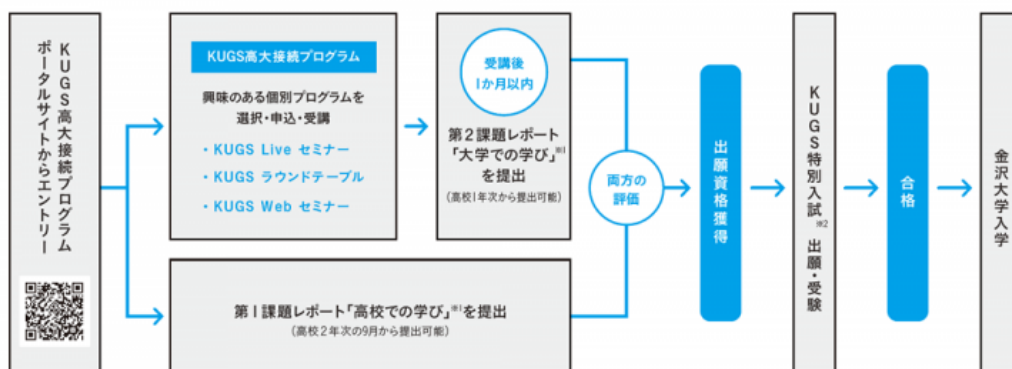 KUGS高大接続プログラム
ポータルサイトからエントリー
KUGS高大接続プログラム
興味のある個別プログラムを
選択・申込・受講
・KUGS Live セミナー
・KUGS ラウンドテーブル
・KUGS Web セミナー
受講後
1か月以内
第2課題レポート
「大学での学び」※1
を提出
(高校1年次から提出可能)
第1課題レポート「高校での学び」※1を提出
(高校2年次の9月から提出可能)
両方の
評価
出願資格獲得
KUGS特別入試※2
出願・受験
合格
金沢大学入学